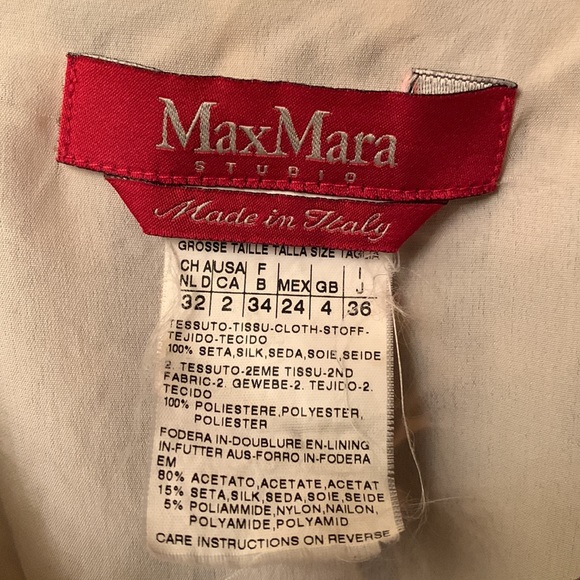 MaxMara
STUDIO
Made in Italy
GROSSE TAILLE TALLA SIZE TAGLIA
CH A USA F I
NL D CA B MEX GB J
32 2 34 24 4 36
TESSUTO-TISSU-CLOTH-STOFF-
TEJIDO-TECIDO
100% SETA,SILK,SEDA,SOIE,SEIDE
2. TESSUTO-2EME TISSU-2ND
FABRIC-2. GEWEBE-2. TEJIDO-2.
TECIDO
100% POLIESTERE,POLYESTER,
POLIESTER
FODERA IN-DOUBLURE EN-LINING
IN-FUTTER AUS-FORRO IN-FODERA
EM
80% ACETATO,ACETATE,ACETAT
15% SETA,SILK,SEDA,SOIE,SEIDE
5% POLIAMMIDE,NYLON,NAILON,
POLYAMIDE,POLYAMID
CARE INSTRUCTIONS ON REVERSE